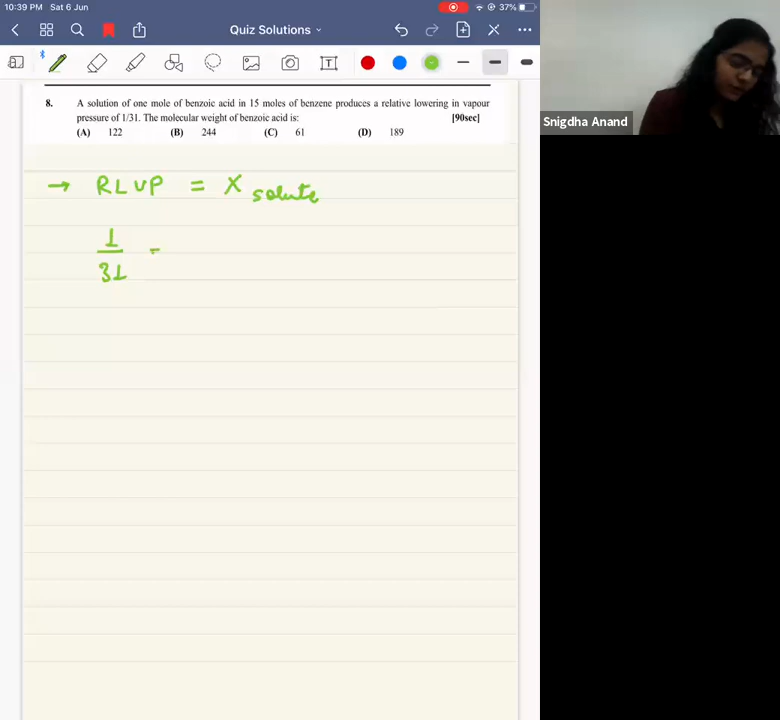 10:39 PM Sat 6 Jun
37%
Quiz Solutions
T
Snigdha Anand
8. A solution of one mole of benzoic acid in 15 moles of benzene produces a relative lowering in vapour
pressure of 1/31. The molecular weight of benzoic acid is: [90sec]
(A) 122 (B) 244 (C) 61 (D) 189
→ RLVP = X solute
1/31 =